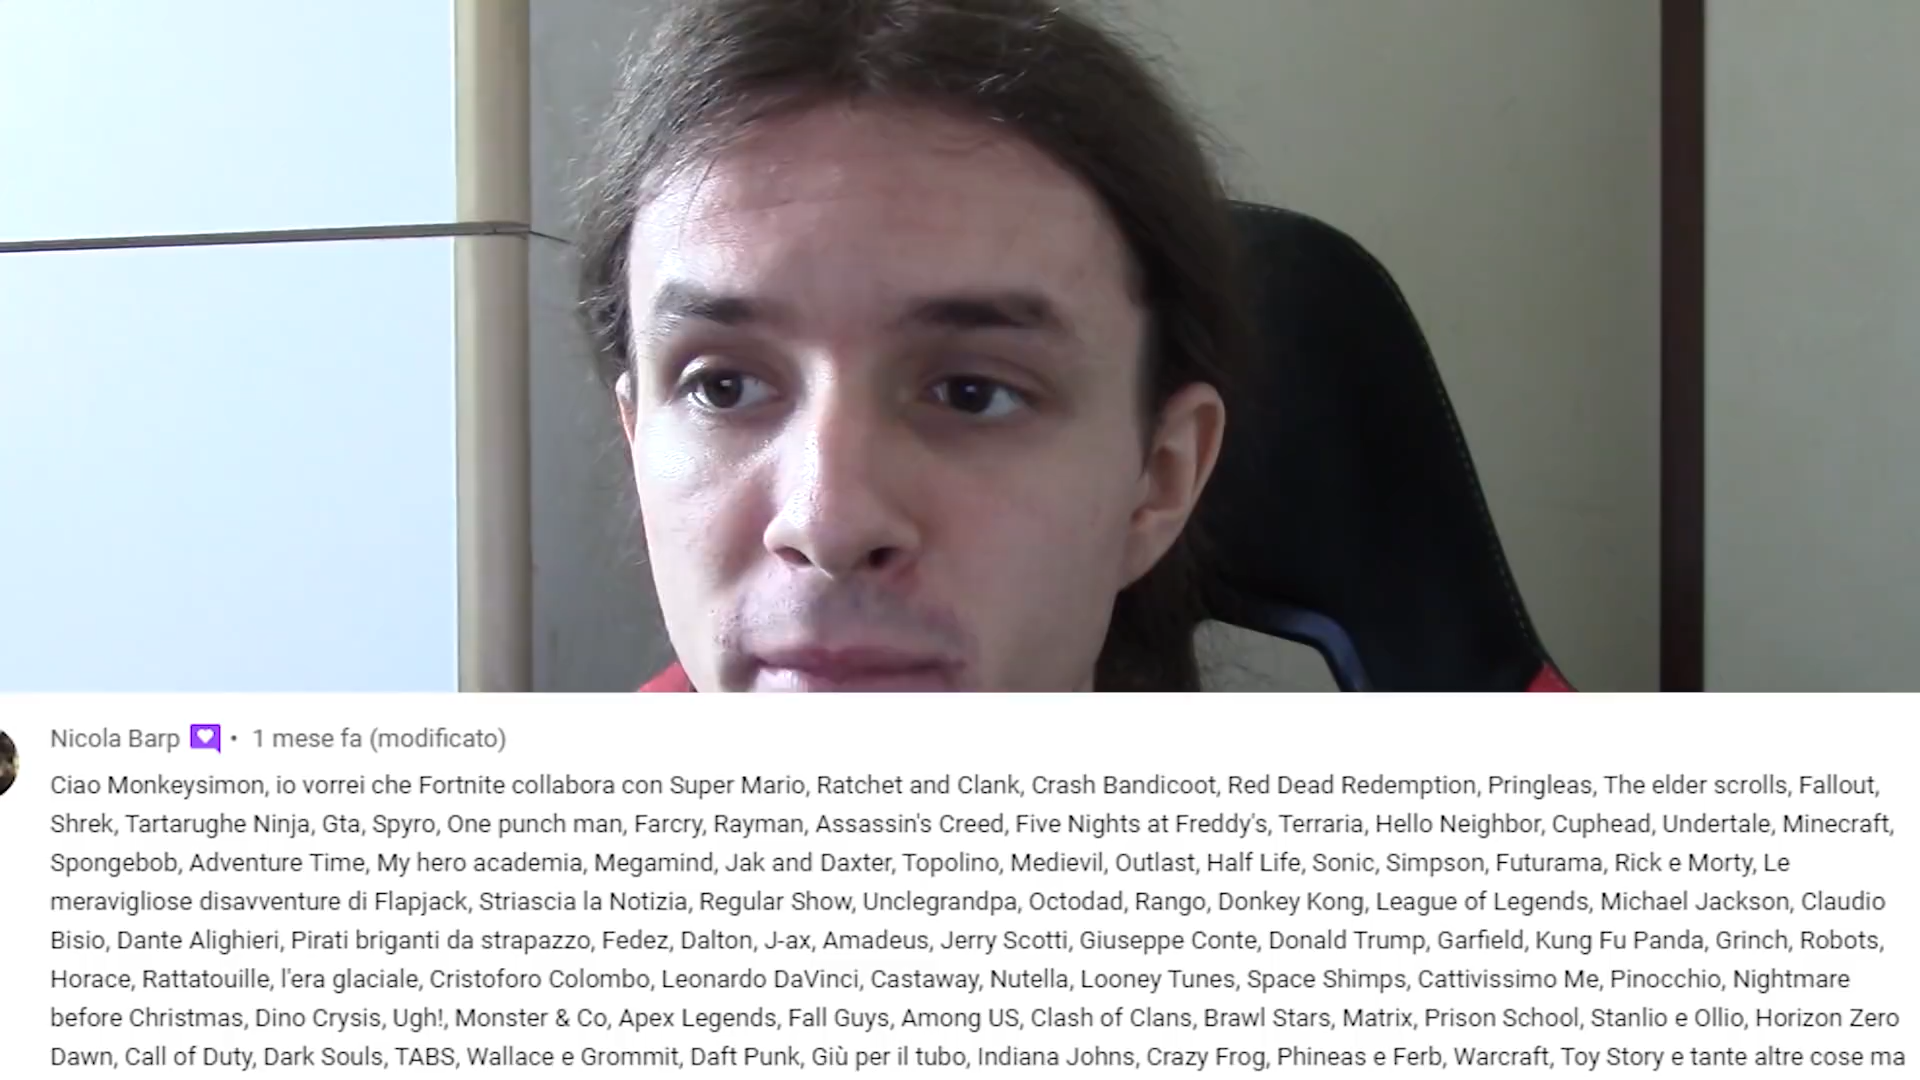 Nicola Barp • 1 mese fa (modificato)
Ciao Monkeysimon, io vorrei che Fortnite collabora con Super Mario, Ratchet and Clank, Crash Bandicoot, Red Dead Redemption, Pringleas, The elder scrolls, Fallout,
Shrek, Tartarughe Ninja, Gta, Spyro, One punch man, Farcry, Rayman, Assassin's Creed, Five Nights at Freddy's, Terraria, Hello Neighbor, Cuphead, Undertale, Minecraft,
Spongebob, Adventure Time, My hero academia, Megamind, Jak and Daxter, Topolino, Medievil, Outlast, Half Life, Sonic, Simpson, Futurama, Rick e Morty, Le
meravigliose disavventure di Flapjack, Striascia la Notizia, Regular Show, Unclegrandpa, Octodad, Rango, Donkey Kong, League of Legends, Michael Jackson, Claudio
Bisio, Dante Alighieri, Pirati briganti da strapazzo, Fedez, Dalton, J-ax, Amadeus, Jerry Scotti, Giuseppe Conte, Donald Trump, Garfield, Kung Fu Panda, Grinch, Robots,
Horace, Rattatouille, l'era glaciale, Cristoforo Colombo, Leonardo DaVinci, Castaway, Nutella, Looney Tunes, Space Shimps, Cattivissimo Me, Pinocchio, Nightmare
before Christmas, Dino Crysis, Ugh!, Monster & Co, Apex Legends, Fall Guys, Among US, Clash of Clans, Brawl Stars, Matrix, Prison School, Stanlio e Ollio, Horizon Zero
Dawn, Call of Duty, Dark Souls, TABS, Wallace e Grommit, Daft Punk, Giù per il tubo, Indiana Johns, Crazy Frog, Phineas e Ferb, Warcraft, Toy Story e tante altre cose ma